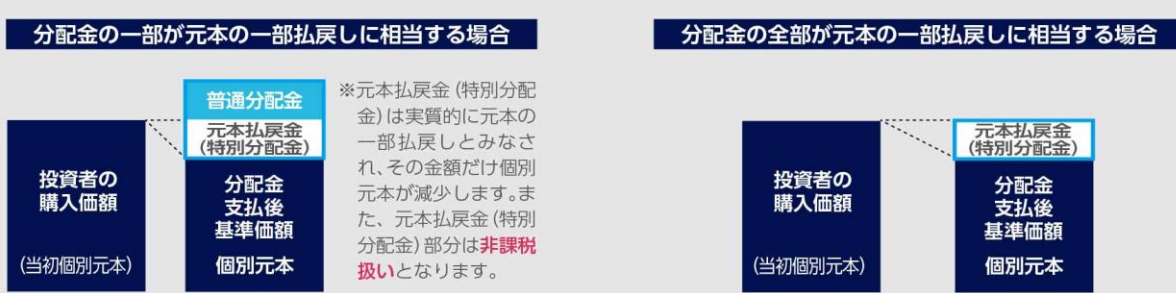 分配金の一部が元本の一部払戻しに相当する場合
普通分配金
元本払戻金
(特別分配金)
投資者の
購入価額
(当初個別元本)
分配金
支払後
基準価額
個別元本
※元本払戻金(特別分配
金)は実質的に元本の
一部払戻しとみなさ
れ、その金額だけ個別
元本が減少します。ま
た、元本払戻金(特別
分配金)部分は非課税
扱いとなります。
分配金の全部が元本の一部払戻しに相当する場合
元本払戻金
(特別分配金)
投資者の
購入価額
(当初個別元本)
分配金
支払後
基準価額
個別元本